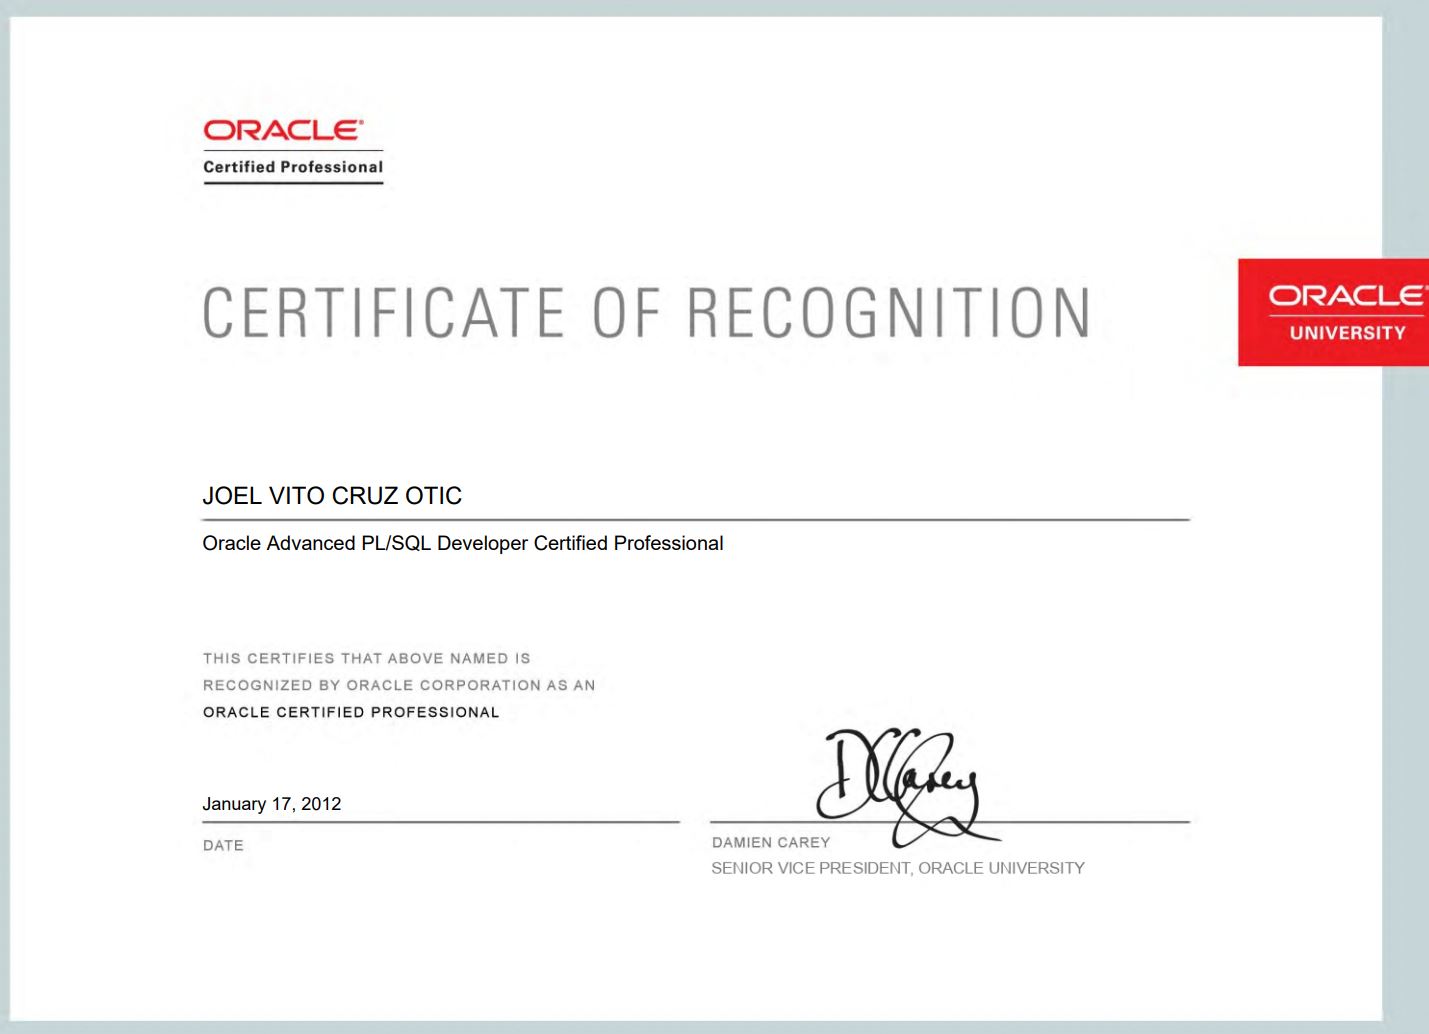 ORACLE®
Certified Professional
CERTIFICATE OF RECOGNITION
ORACLE®
UNIVERSITY
JOEL VITO CRUZ OTIC
Oracle Advanced PL/SQL Developer Certified Professional
THIS CERTIFIES THAT ABOVE NAMED IS
RECOGNIZED BY ORACLE CORPORATION AS AN
ORACLE CERTIFIED PROFESSIONAL
DCarey
January 17, 2012
DATE
DAMIEN CAREY
SENIOR VICE PRESIDENT, ORACLE UNIVERSITY